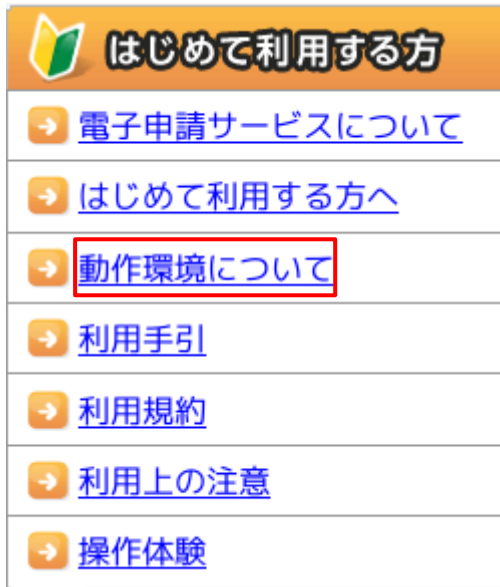 はじめて利用する方
電子申請サービスについて
はじめて利用する方へ
動作環境について
利用手引
利用規約
利用上の注意
操作体験